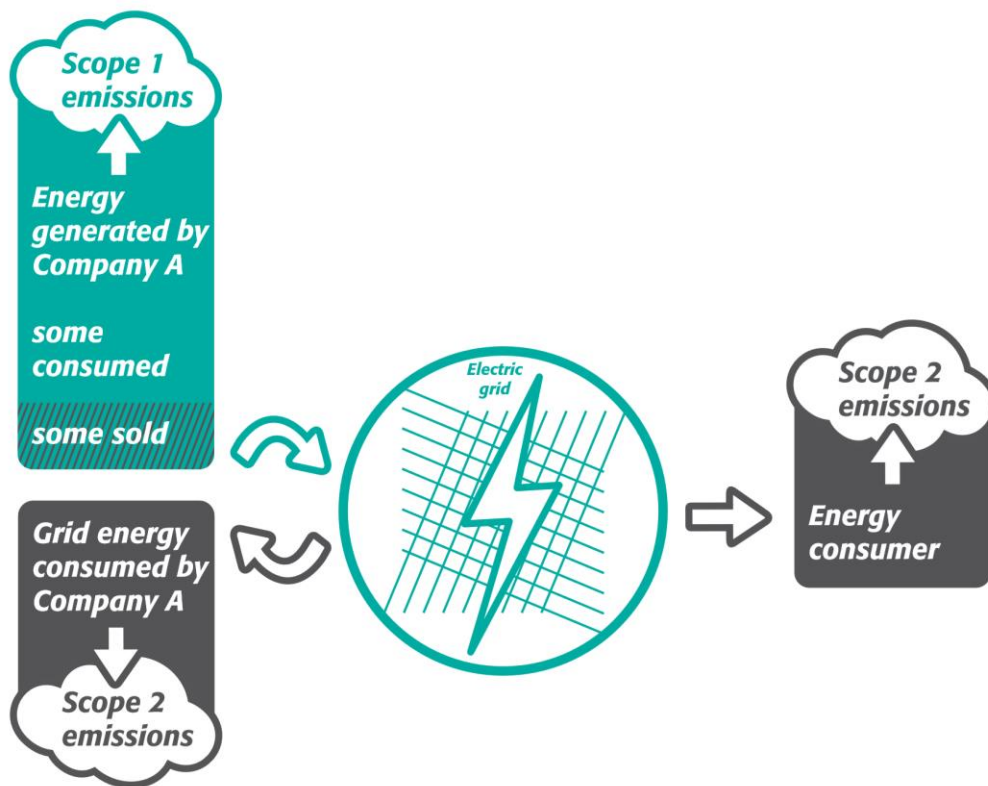 Scope 1
emissions
Energy
generated by
Company A
some
consumed
some sold
Grid energy
consumed by
Company A
Scope 2
emissions
Electric
grid
Scope 2
emissions
Energy
consumer